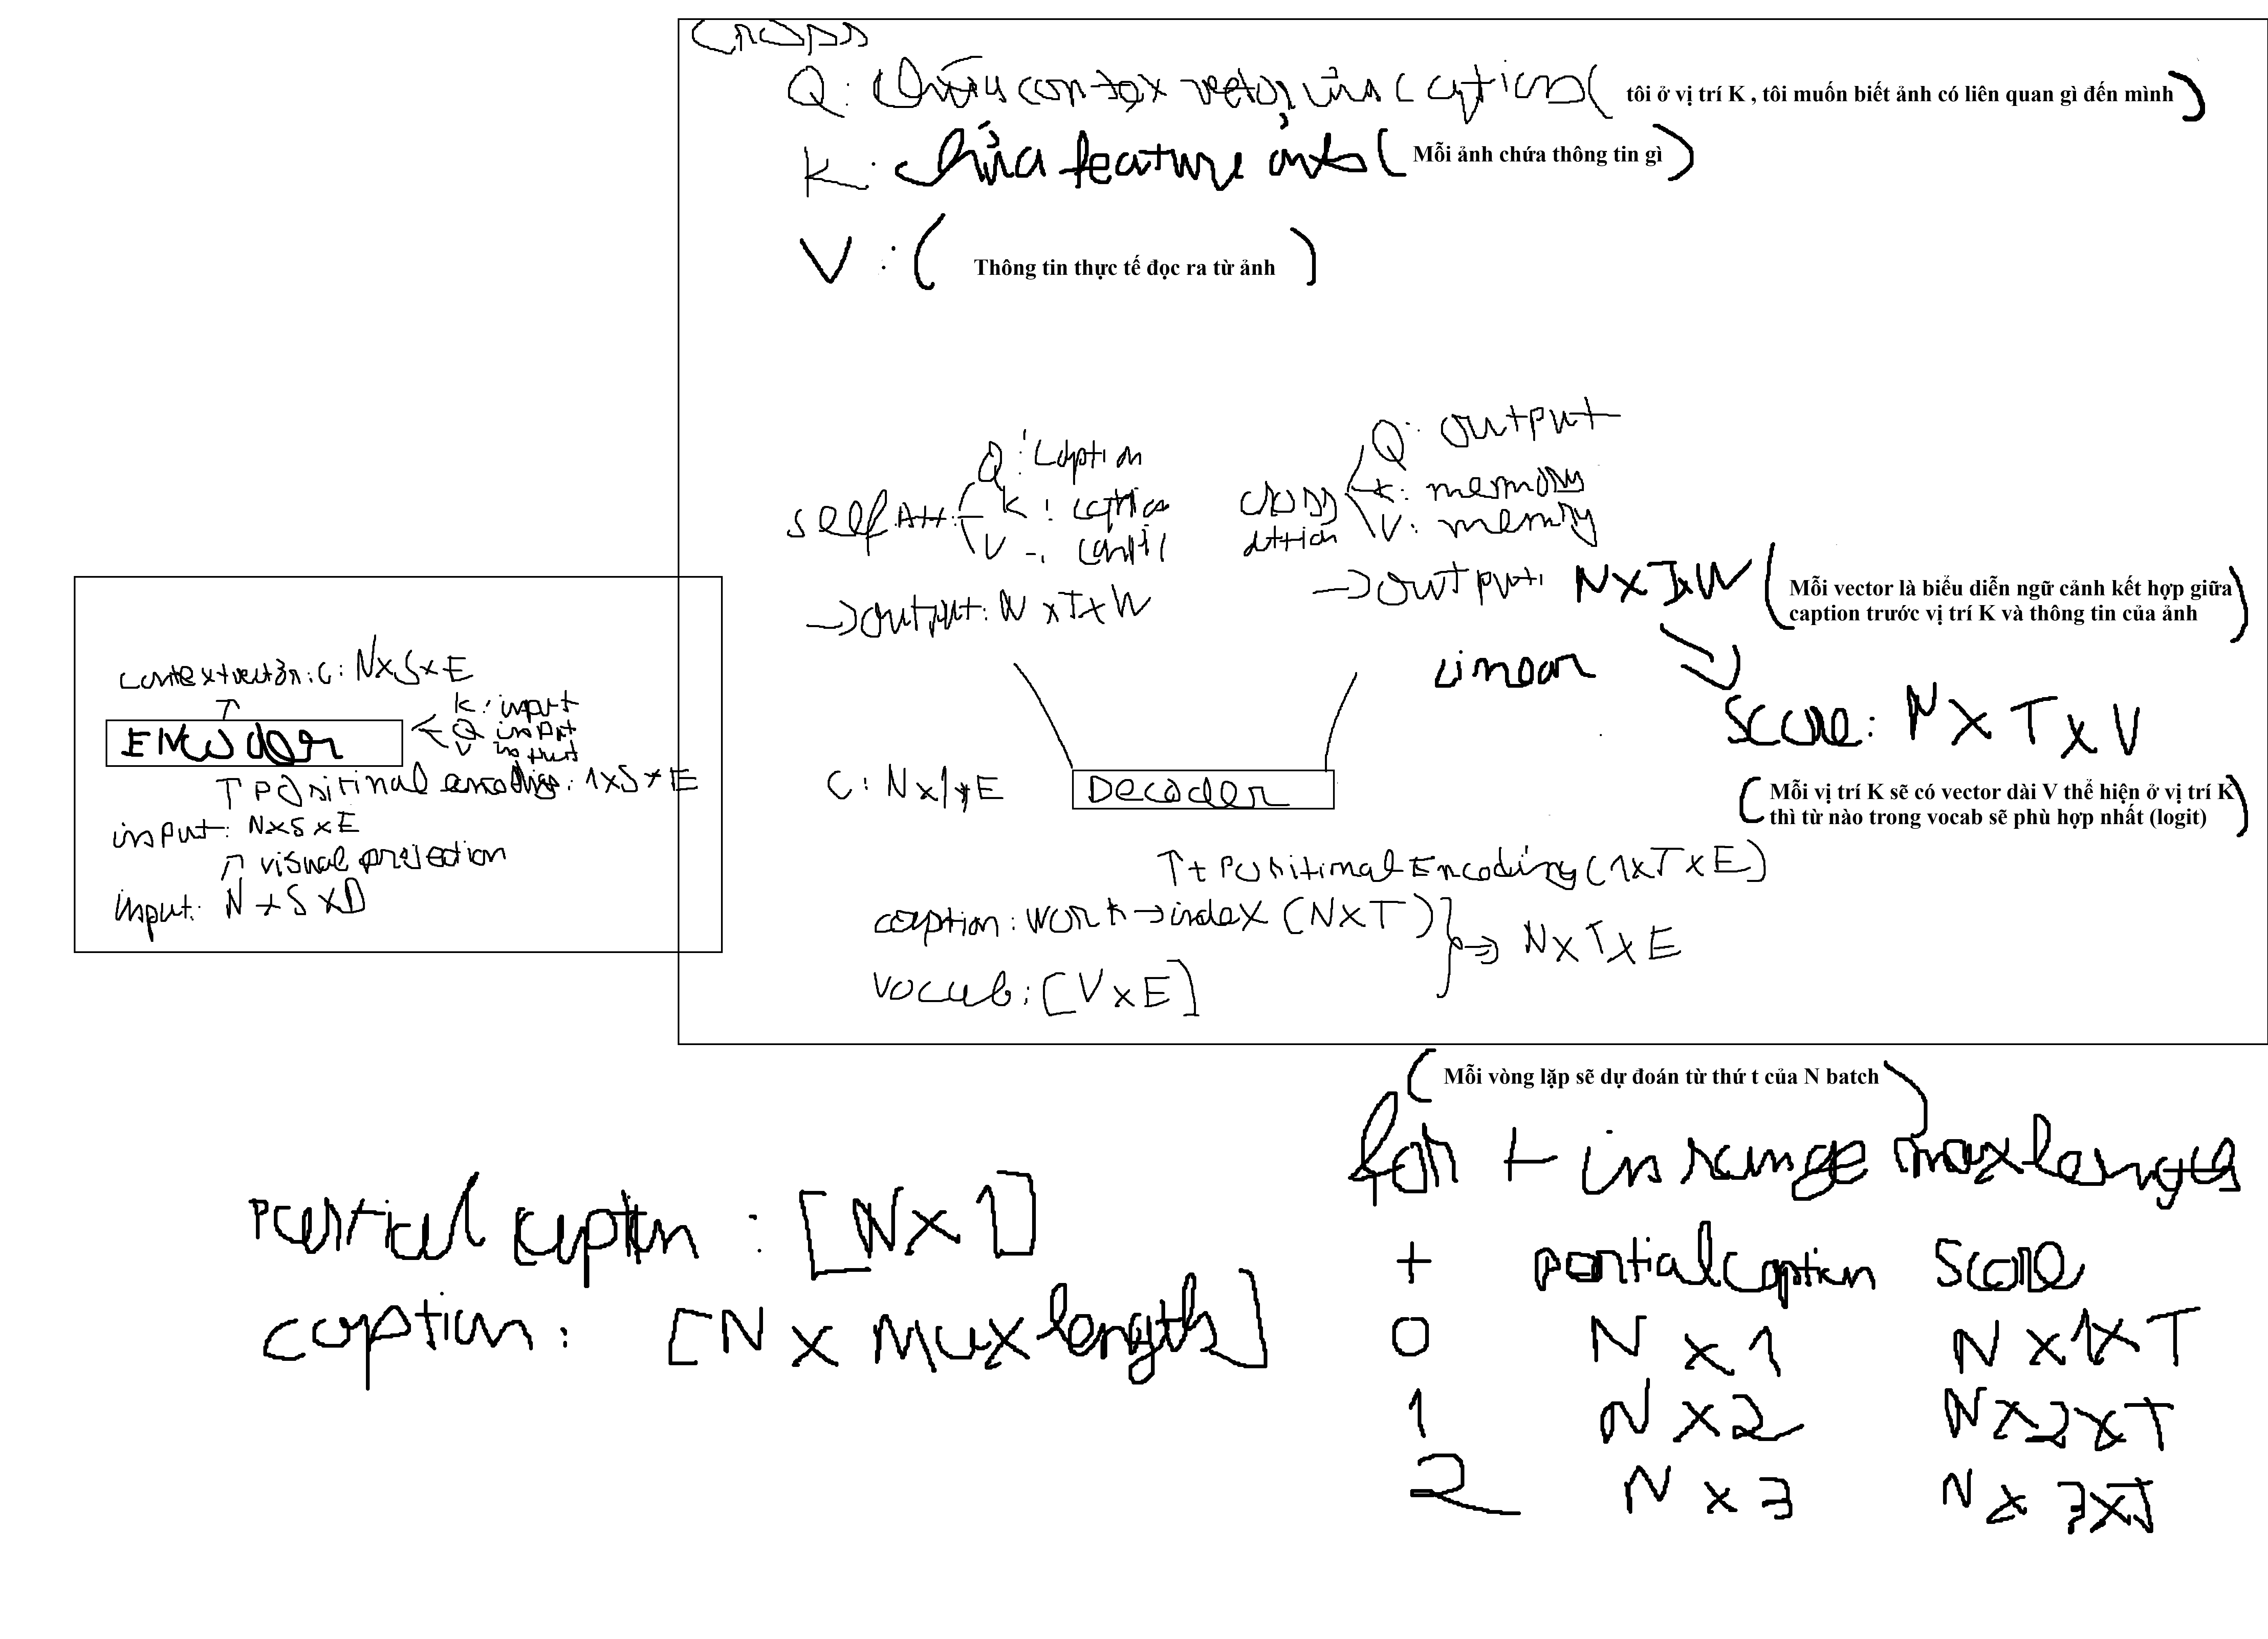 Cross
Q: Chứa contex vector của caption ( tôi ở vị trí K , tôi muốn biết ảnh có liên quan gì đến mình )
K: chứa feature ảnh ( Mỗi ảnh chứa thông tin gì )
V : ( Thông tin thực tế đọc ra từ ảnh )
Q : Caption
self Att:
K : caption
V :
→ output: N x T x W
Q: output
cross attention
K: memory
V: memory
→ output: N x T x W ( Mỗi vector là biểu diễn ngữ cảnh kết hợp giữa
caption trước vị trí K và thông tin của ảnh )
Linear
Score: N x T x V
( Mỗi vị trí K sẽ có vector dài V thể hiện ở vị trí K
thì từ nào trong vocab sẽ phù hợp nhất (logit) )
context vector: C: N x S x E
ENcoder
K: input
Q input
V input
↑ Positinal encoding: 1 x S x E
input: N x S x E
↑ visual projection
input: N x S x D
C: N x 1 x E
Decoder
↑ + Positinal Encoding (1 x T x E)
caption: work → index (N x T)
vocab: [V x E]
⇒ N x T x E
( Mỗi vòng lặp sẽ dự đoán từ thứ t của N batch )
for t in range max length
partial caption : [N x 1]
caption : [N x Max length]
t partial caption Score
0 N x 1 N x 1 x T
1 N x 2 N x 2 x T
2 N x 3 N x 3 x T